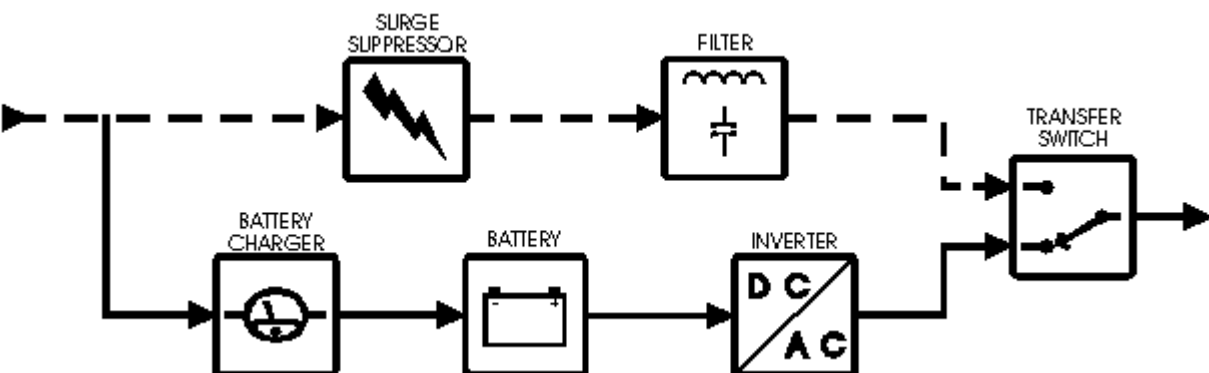 SURGE
SUPPRESSOR
FILTER
TRANSFER
SWITCH
BATTERY
CHARGER
BATTERY
INVERTER
D C
A C